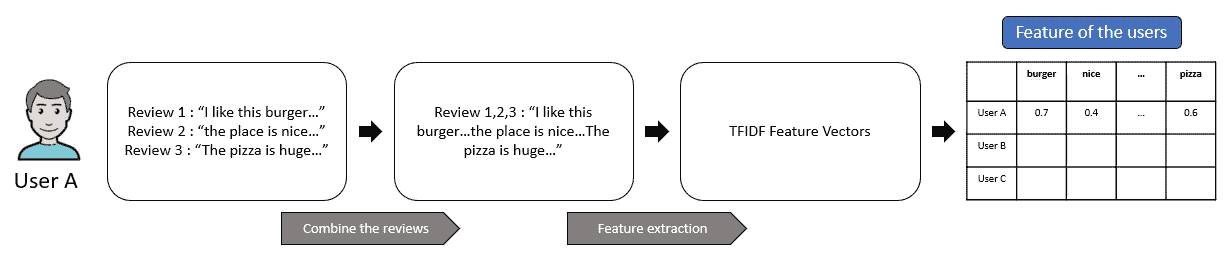 User A
Review 1 : “I like this burger…”
Review 2 : “the place is nice…”
Review 3 : “The pizza is huge…”
Combine the reviews
Review 1,2,3 : “I like this
burger…the place is nice…The
pizza is huge…”
Feature extraction
TFIDF Feature Vectors
Feature of the users
burger nice … pizza
User A 0.7 0.4 … 0.6
User B
User C